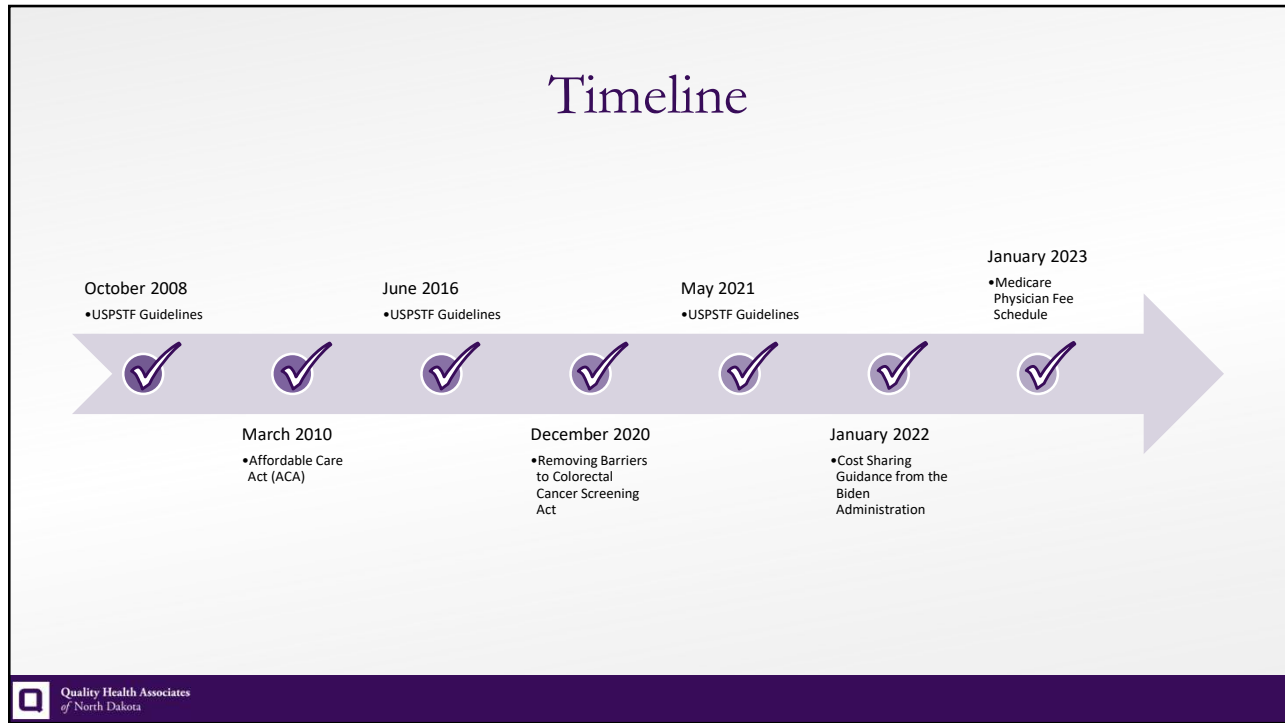 Timeline
October 2008
•USPSTF Guidelines
March 2010
•Affordable Care
Act (ACA)
June 2016
•USPSTF Guidelines
December 2020
•Removing Barriers
to Colorectal
Cancer Screening
Act
May 2021
•USPSTF Guidelines
January 2022
•Cost Sharing
Guidance from the
Biden
Administration
January 2023
•Medicare
Physician Fee
Schedule
Q
Quality Health Associates
of North Dakota